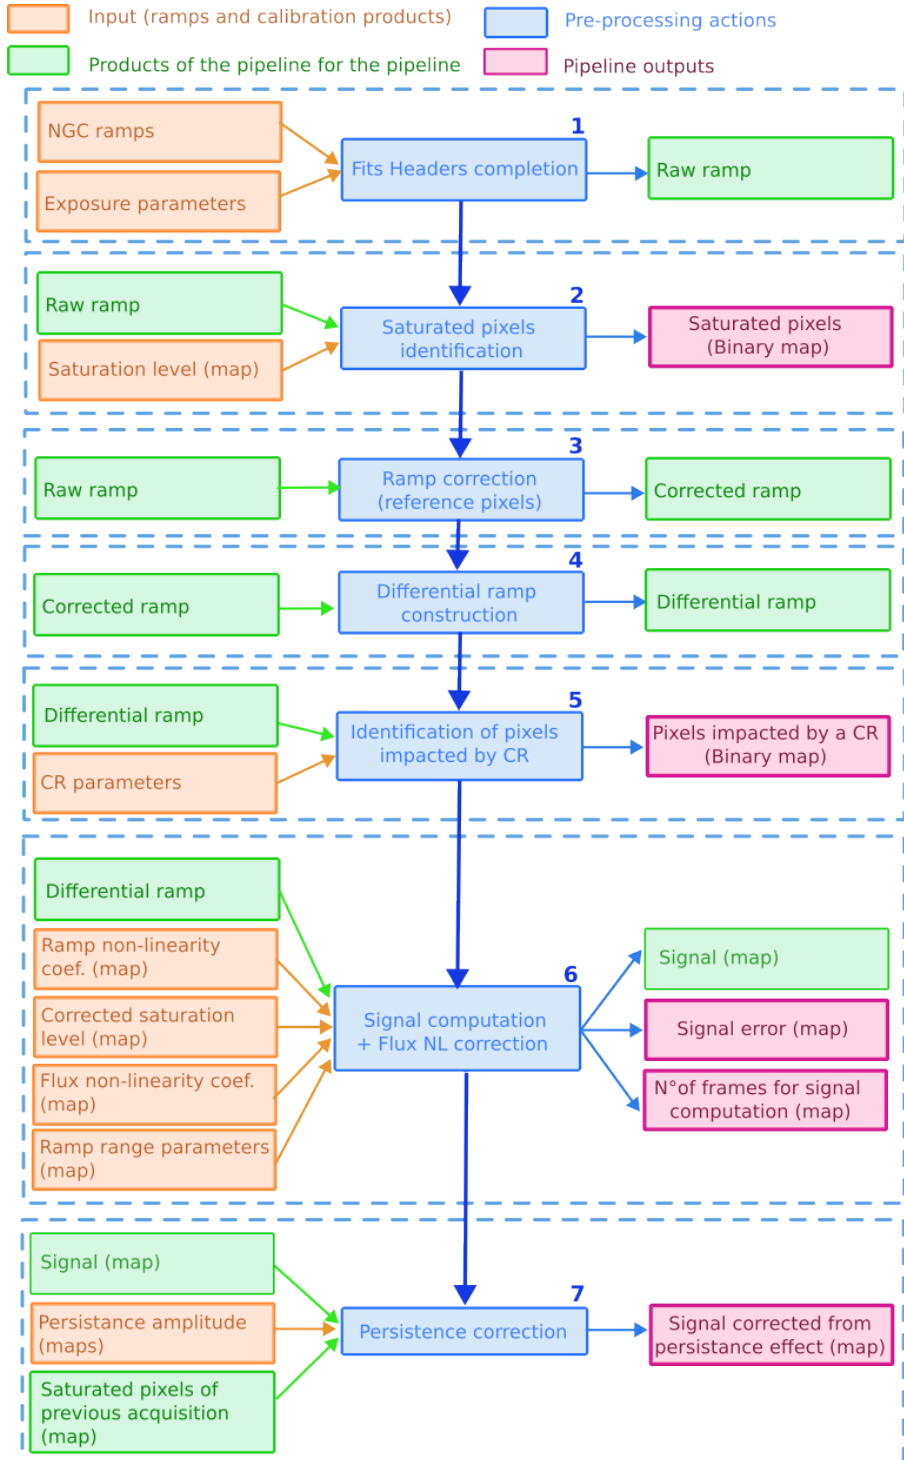 Input (ramps and calibration products)
Pre-processing actions
Products of the pipeline for the pipeline
Pipeline outputs
1
NGC ramps
Exposure parameters
Fits Headers completion
Raw ramp
2
Raw ramp
Saturation level (map)
Saturated pixels
identification
Saturated pixels
(Binary map)
3
Raw ramp
Ramp correction
(reference pixels)
Corrected ramp
4
Corrected ramp
Differential ramp
construction
Differential ramp
5
Differential ramp
CR parameters
Identification of pixels
impacted by CR
Pixels impacted by a CR
(Binary map)
6
Differential ramp
Ramp non-linearity
coef. (map)
Corrected saturation
level (map)
Flux non-linearity coef.
(map)
Ramp range parameters
(map)
Signal computation
+ Flux NL correction
Signal (map)
Signal error (map)
N°of frames for signal
computation (map)
7
Signal (map)
Persistance amplitude
(maps)
Saturated pixels of
previous acquisition
(map)
Persistence correction
Signal corrected from
persistance effect (map)